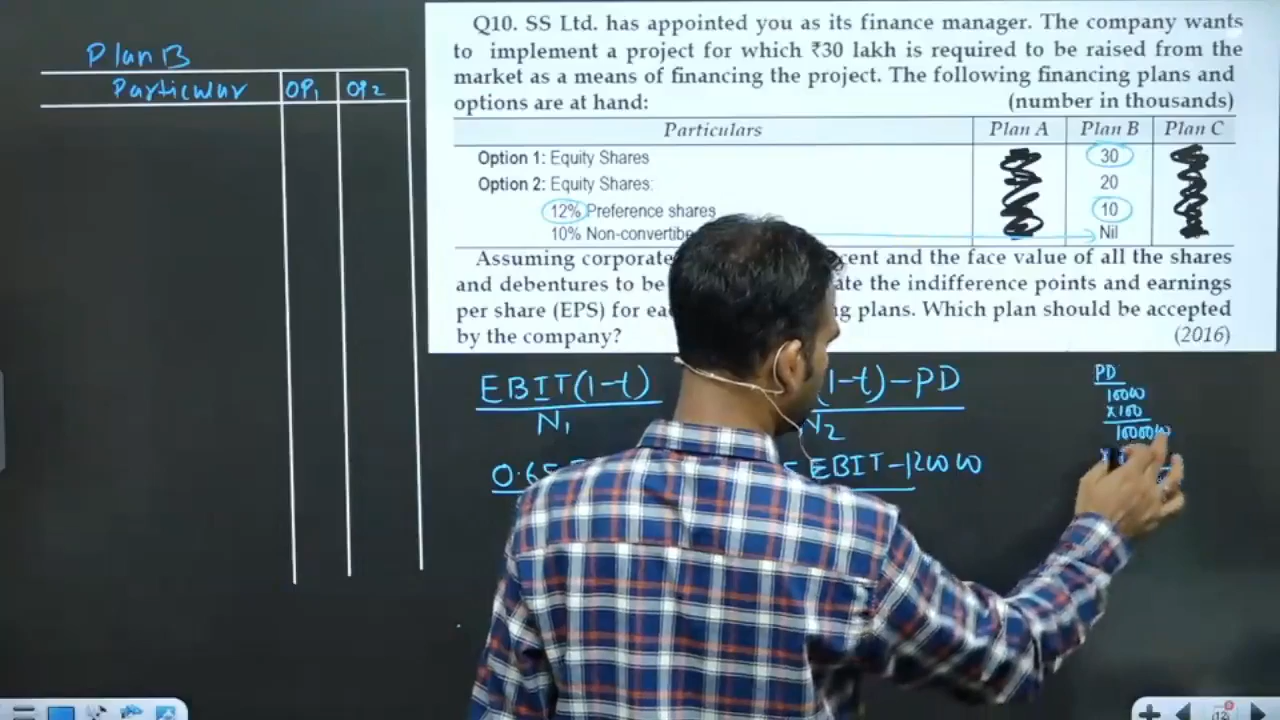 Plan B
Particular OP1 OP2
Q10. SS Ltd. has appointed you as its finance manager. The company wants
to implement a project for which ₹30 lakh is required to be raised from the
market as a means of financing the project. The following financing plans and
options are at hand: (number in thousands)
Particulars Plan A Plan B Plan C
Option 1: Equity Shares 30
Option 2: Equity Shares: 20
12% Preference shares 10
10% Non-convertibe Nil
Assuming corporate cent and the face value of all the shares
and debentures to be ate the indifference points and earnings
per share (EPS) for ea g plans. Which plan should be accepted
by the company? (2016)
EBIT(1-t) (1-t)-PD
N1 N2
0.65 EBIT-12000
PD
10000
x100